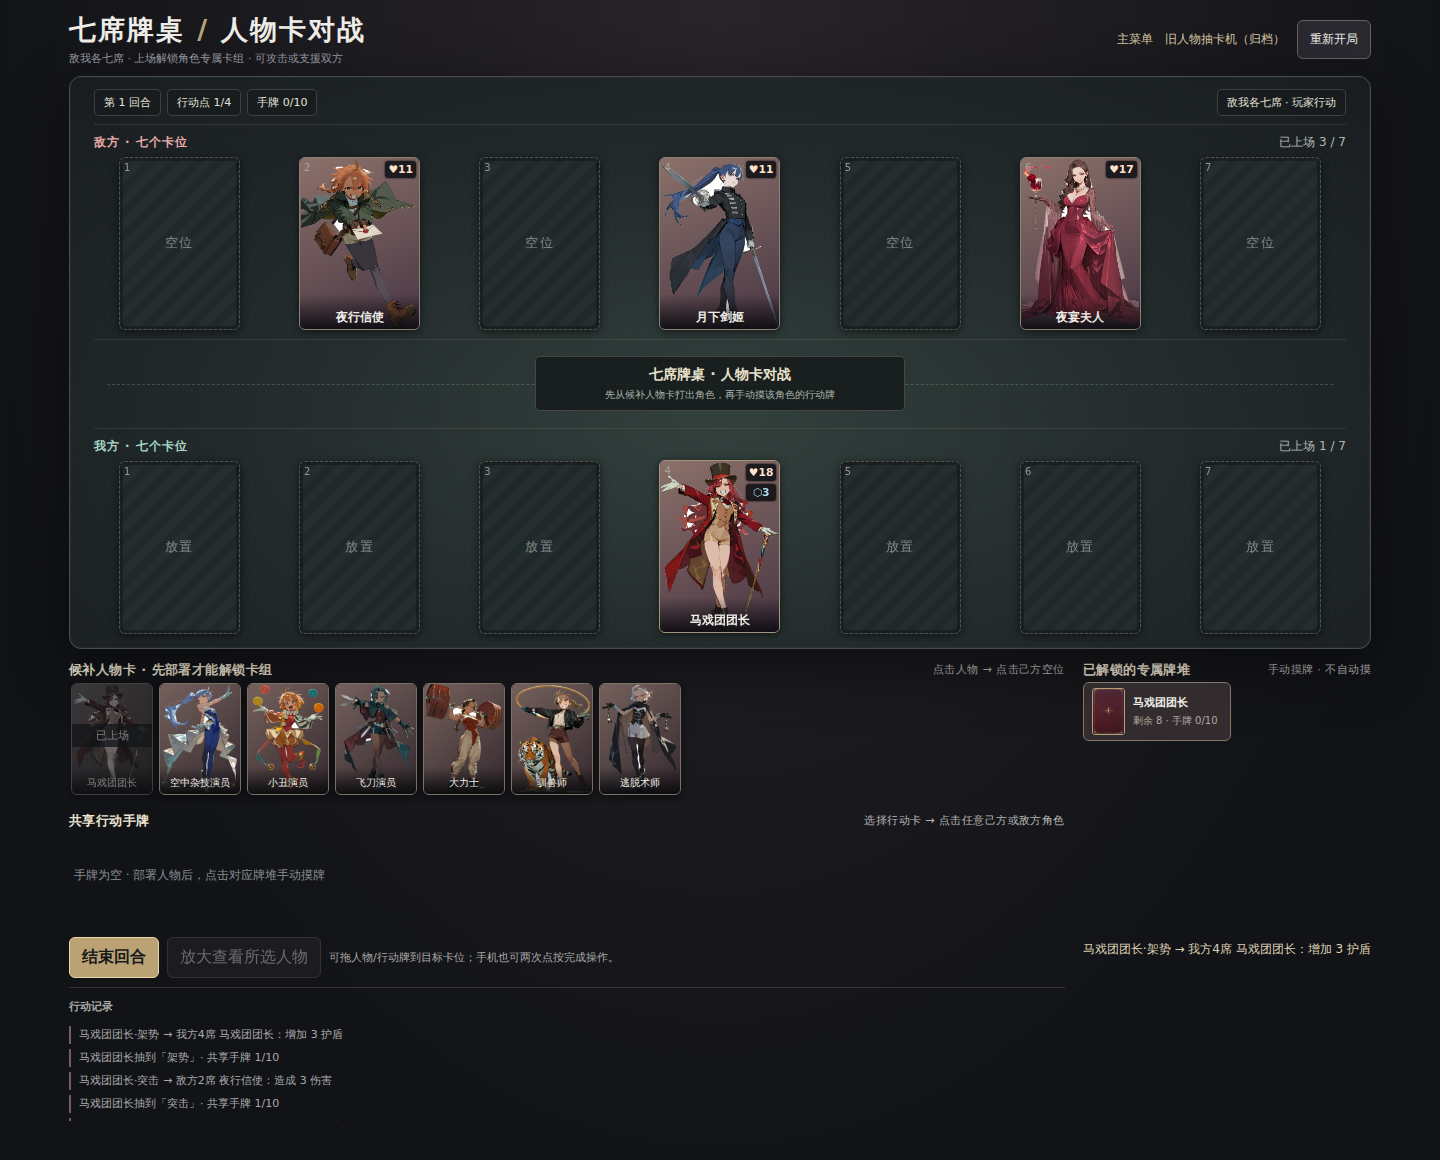 七席牌桌 / 人物卡对战
敌我各七席 · 上场解锁角色专属卡组 · 可攻击或支援双方
主菜单 旧人物抽卡机（归档） 重新开局
第 1 回合 行动点 1/4 手牌 0/10 敌我各七席 · 玩家行动
敌方 · 七个卡位 已上场 3 / 7
1 2 ♥11 3 4 ♥11 5 6 ♥17 7
空位 空位 空位 空位
夜行信使 月下剑姬 夜宴夫人
七席牌桌 · 人物卡对战
先从候补人物卡打出角色，再手动摸该角色的行动牌
我方 · 七个卡位 已上场 1 / 7
1 2 3 4 ♥18 5 6 7
⬡3
放置 放置 放置 放置 放置 放置
马戏团团长
候补人物卡 · 先部署才能解锁卡组 点击人物 → 点击己方空位
已上场
马戏团团长 空中杂技演员 小丑演员 飞刀演员 大力士 驯兽师 逃脱术师
已解锁的专属牌堆 手动摸牌 · 不自动摸
马戏团团长
剩余 8 · 手牌 0/10
共享行动手牌 选择行动卡 → 点击任意己方或敌方角色
手牌为空 · 部署人物后，点击对应牌堆手动摸牌
结束回合 放大查看所选人物 可拖人物/行动牌到目标卡位；手机也可两次点按完成操作。
马戏团团长·架势 → 我方4席 马戏团团长：增加 3 护盾
行动记录
马戏团团长·架势 → 我方4席 马戏团团长：增加 3 护盾
马戏团团长抽到「架势」· 共享手牌 1/10
马戏团团长·突击 → 敌方2席 夜行信使：造成 3 伤害
马戏团团长抽到「突击」· 共享手牌 1/10